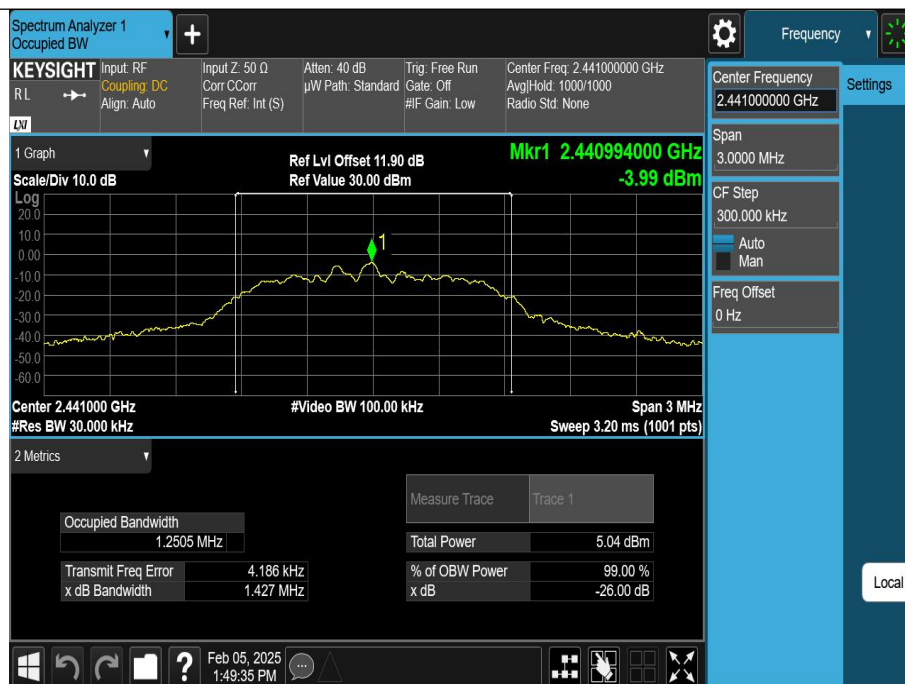 Spectrum Analyzer 1
Occupied BW
Frequency
KEYSIGHT
RL
LXI
Input: RF
Coupling: DC
Align: Auto
Input Z: 50 Ω
Corr CCorr
Freq Ref: Int (S)
Atten: 40 dB
µW Path: Standard
Trig: Free Run
Gate: Off
#IF Gain: Low
Center Freq: 2.441000000 GHz
Avg|Hold: 1000/1000
Radio Std: None
Center Frequency
2.441000000 GHz
Settings
Span
3.0000 MHz
CF Step
300.000 kHz
Auto
Man
Freq Offset
0 Hz
Local
1 Graph
Scale/Div 10.0 dB
Ref Lvl Offset 11.90 dB
Ref Value 30.00 dBm
Mkr1 2.440994000 GHz
-3.99 dBm
Log
20.0
10.0
0.00
-10.0
-20.0
-30.0
-40.0
-50.0
-60.0
1
Center 2.441000 GHz
#Res BW 30.000 kHz
#Video BW 100.00 kHz
Span 3 MHz
Sweep 3.20 ms (1001 pts)
2 Metrics
Measure Trace Trace 1
Occupied Bandwidth
1.2505 MHz
Total Power 5.04 dBm
Transmit Freq Error 4.186 kHz
% of OBW Power 99.00 %
x dB Bandwidth 1.427 MHz
x dB -26.00 dB
?
Feb 05, 2025
1:49:35 PM